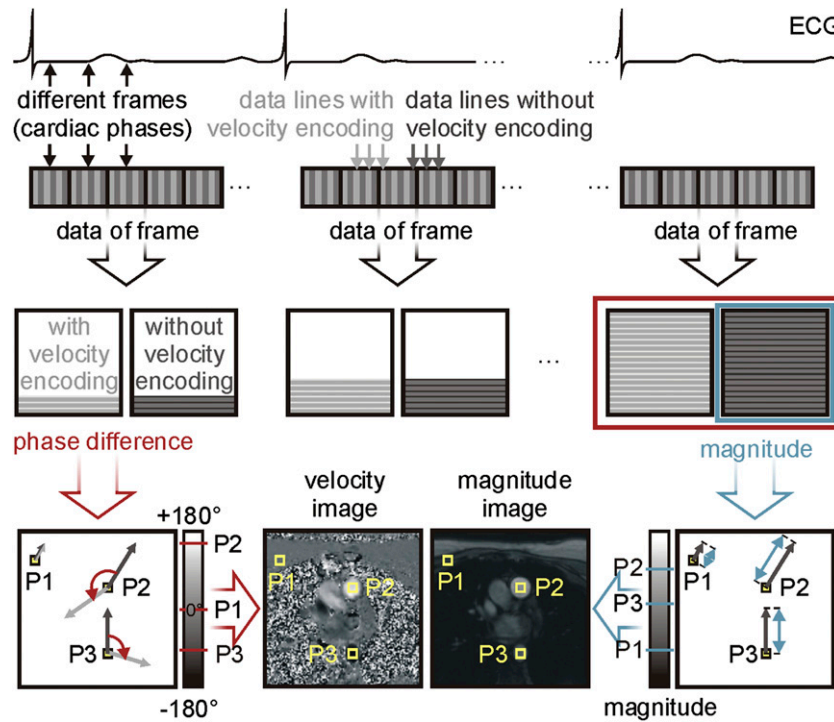 ECG
... ...
different frames
(cardiac phases)
data lines with
velocity encoding
data lines without
velocity encoding
... ...
data of frame
data of frame
data of frame
with
velocity
encoding
without
velocity
encoding
...
phase difference
magnitude
velocity
image
magnitude
image
+180°
P1
P2
P3
P2
P1
0°
P3
-180°
P1
P2
P3
P1
P2
P3
P2
P3
P1
magnitude
P1
P2
P3